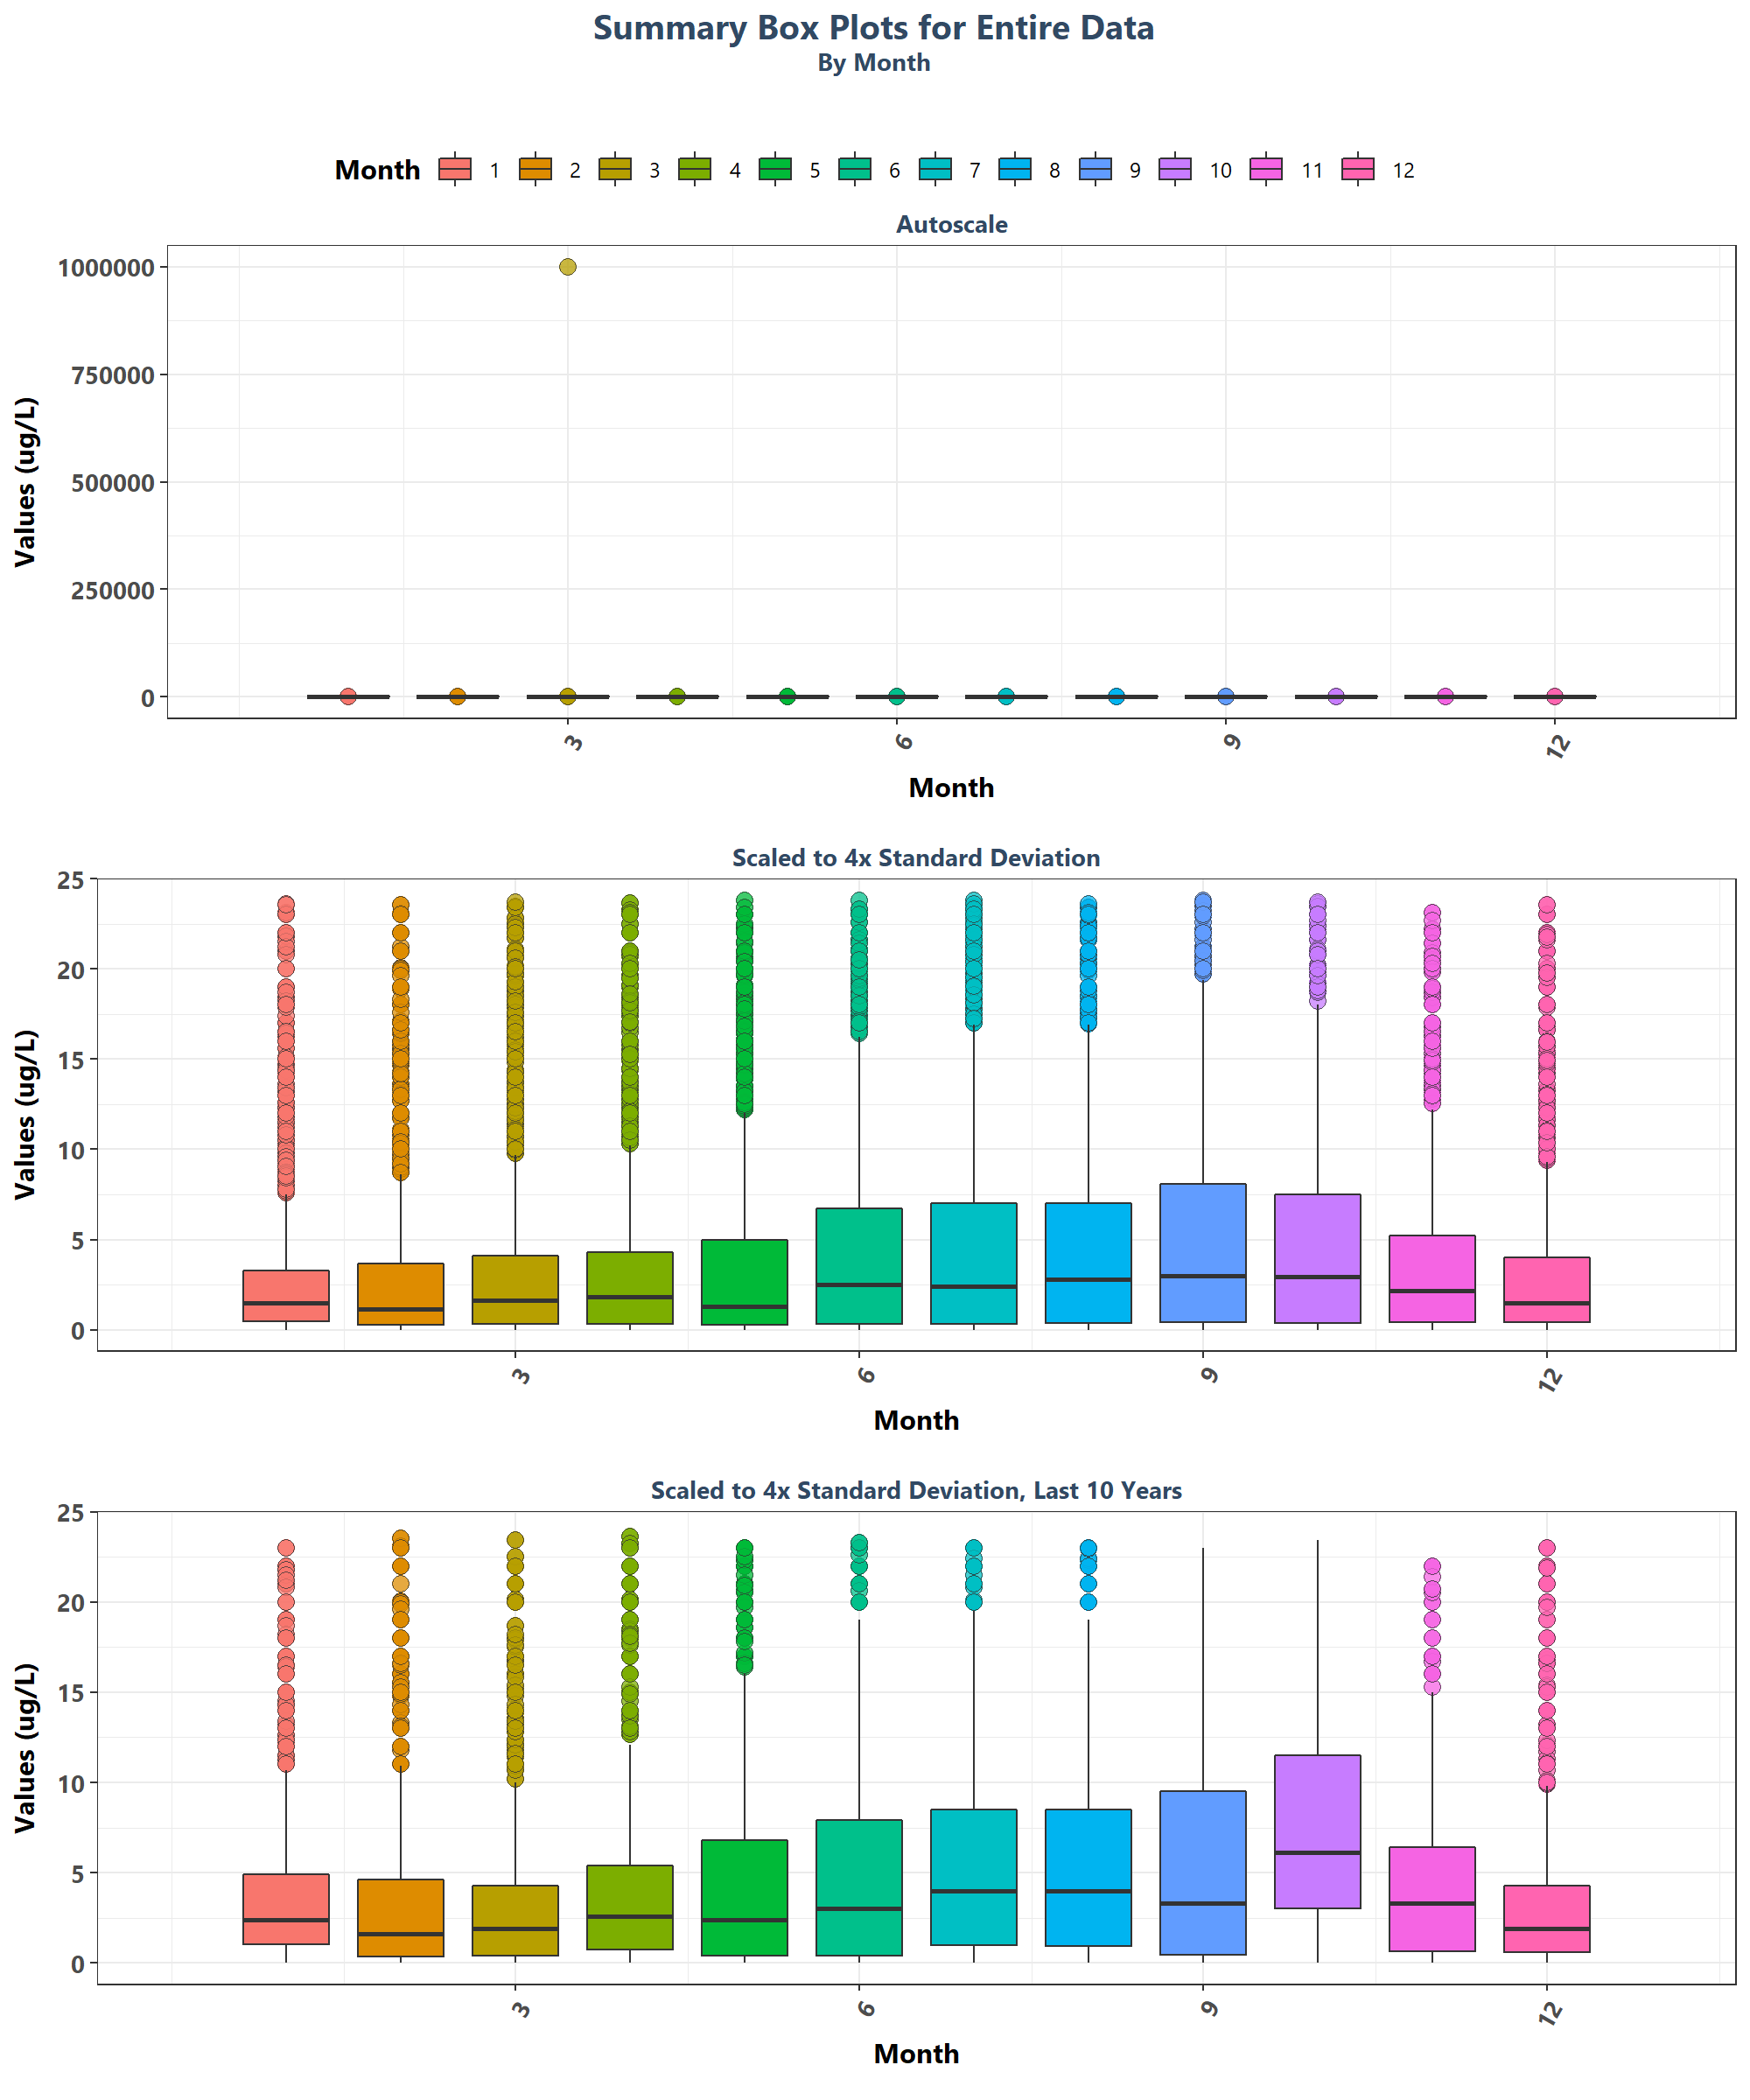 Summary Box Plots for Entire Data
By Month
Month 1 2 3 4 5 6 7 8 9 10 11 12
Autoscale
Values (ug/L)
1000000
750000
500000
250000
0
3 6 9 12
Month
Scaled to 4x Standard Deviation
Values (ug/L)
25
20
15
10
5
0
3 6 9 12
Month
Scaled to 4x Standard Deviation, Last 10 Years
Values (ug/L)
25
20
15
10
5
0
3 6 9 12
Month